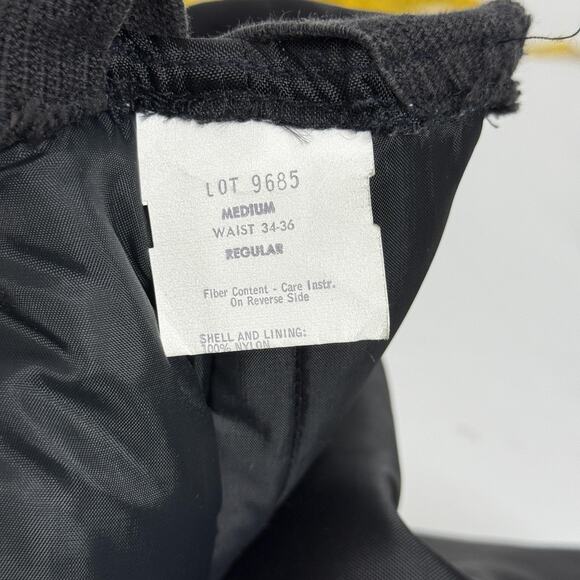 LOT 9685
MEDIUM
WAIST 34-36
REGULAR
Fiber Content - Care Instr.
On Reverse Side
SHELL AND LINING:
100% NYLON